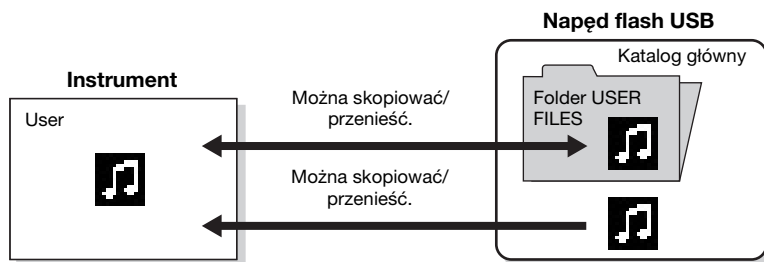 Napęd flash USB
Katalog główny
Instrument
User
Można skopiować/
przenieść.
Folder USER
FILES
Można skopiować/
przenieść.